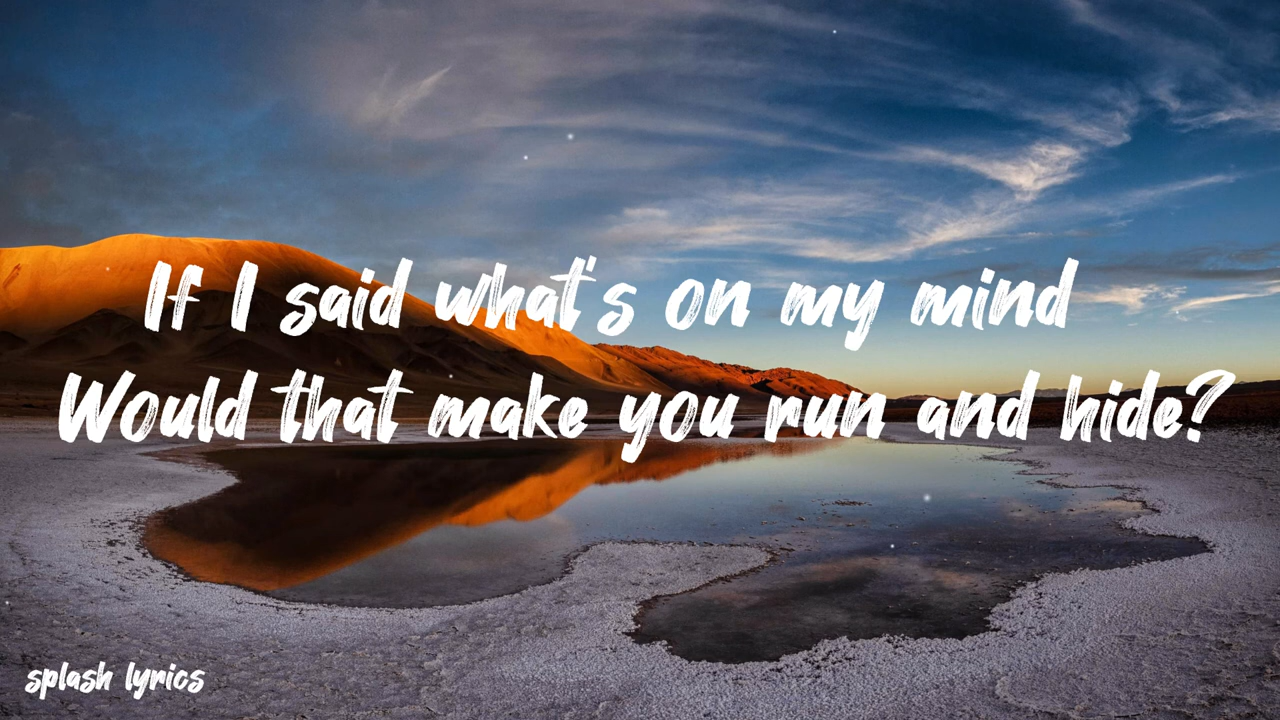 If I said what's on my mind
Would that make you run and hide?
splash lyrics